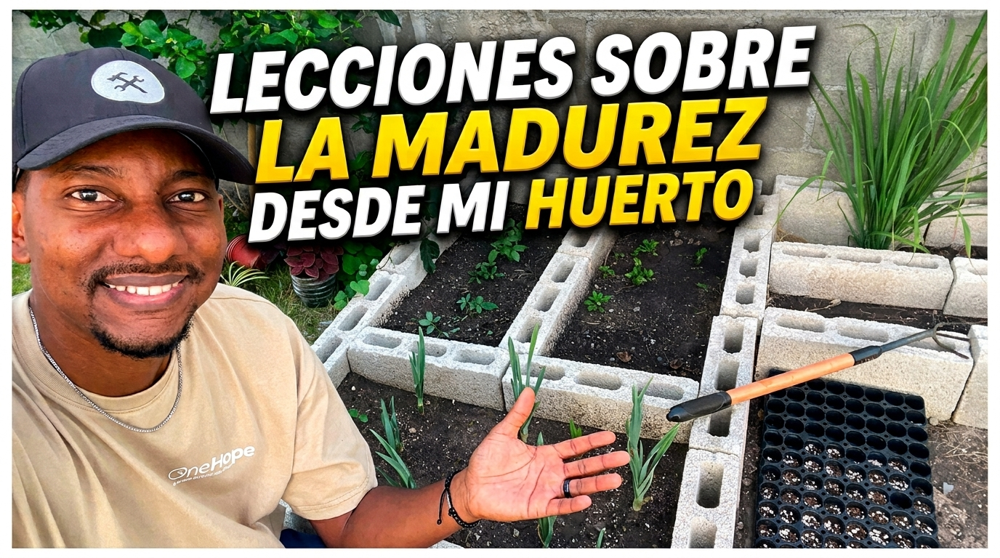 LECCIONES SOBRE
LA MADUREZ
DESDE MI HUERTO
OneHope